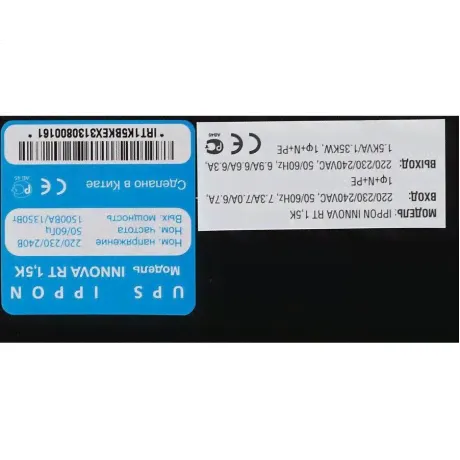 UPS IPPON
Модель INNOVA RT 1,5K
Ном. напряжение 220/230/240В
Ном. частота 50/60Гц
Вых. мощность 1500ВА/1350Вт
Сделано в Китае
*IRT1K5BKEX3130800161*
МОДЕЛЬ: IPPON INNOVA RT 1,5K
ВХОД: 220/230/240VAC, 50/60Hz, 7.3A/7.0A/6.7A,
1φ+N+PE
ВЫХОД: 220/230/240VAC, 50/60Hz, 6.9A/6.6A/6.3A,
1.5KVA/1.35KW, 1φ+N+PE